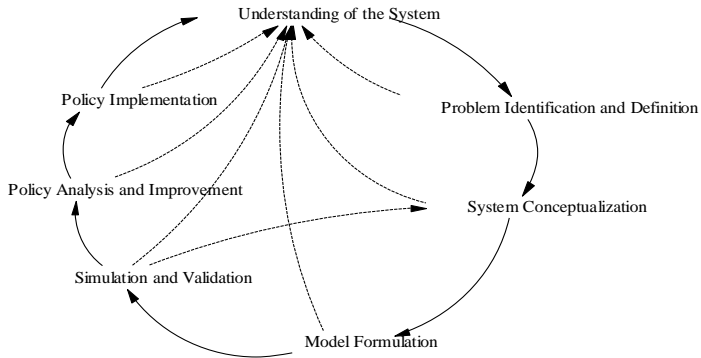 Understanding of the System
Problem Identification and Definition
System Conceptualization
Model Formulation
Simulation and Validation
Policy Analysis and Improvement
Policy Implementation